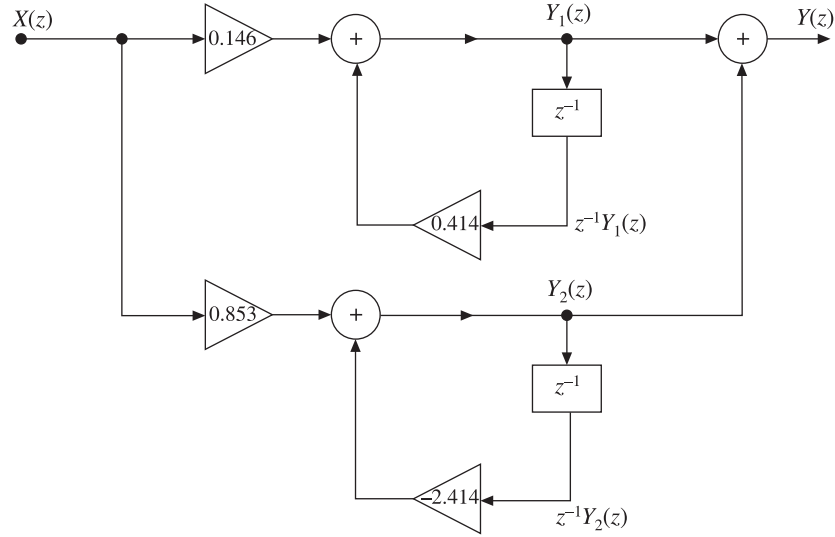 X(z)
0.146
+
Y₁(z)
+
Y(z)
z⁻¹
0.414
z⁻¹Y₁(z)
0.853
+
Y₂(z)
z⁻¹
−2.414
z⁻¹Y₂(z)